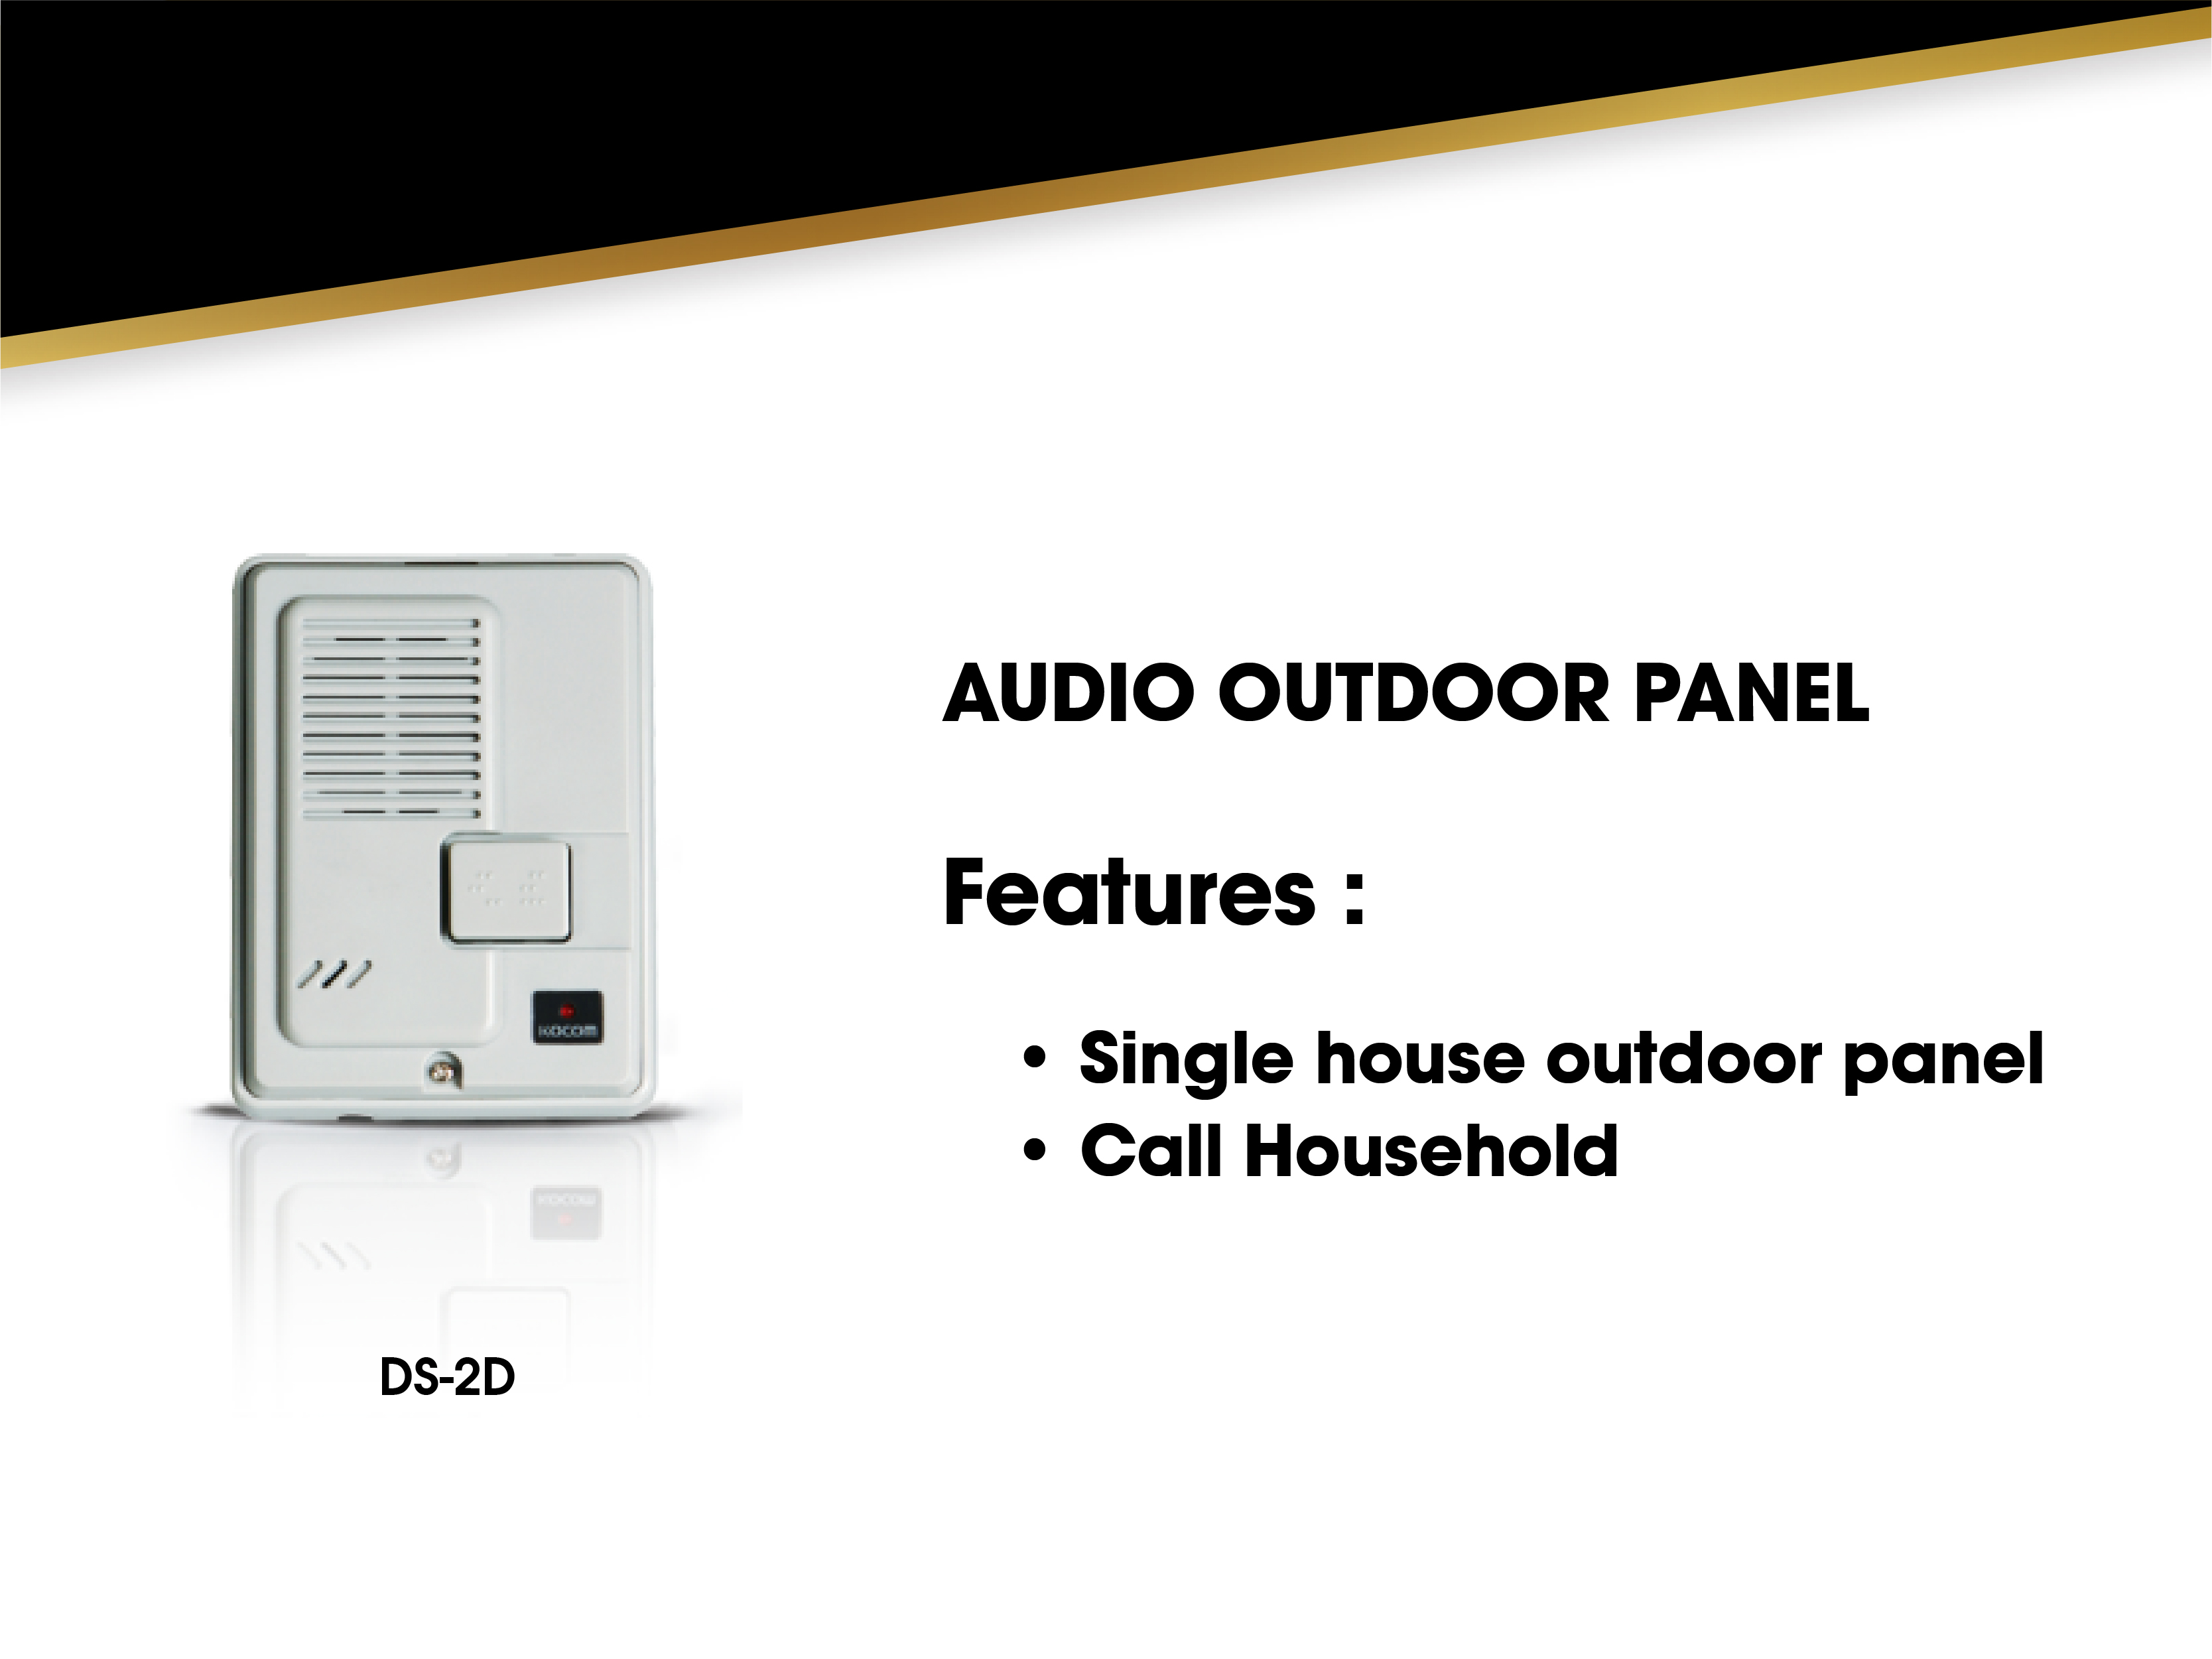 AUDIO OUTDOOR PANEL
Features :
• Single house outdoor panel
• Call Household
KOCOM
DS-2D